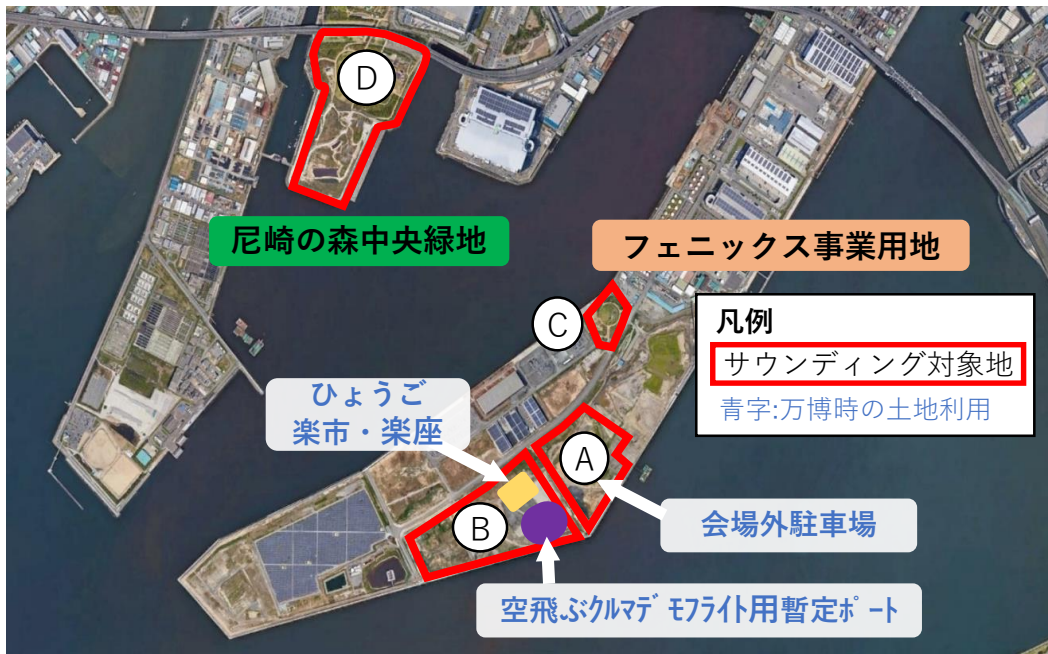 D
尼崎の森中央緑地
フェニックス事業用地
C
凡例
サウンディング対象地
青字:万博時の土地利用
ひょうご
楽市・楽座
A
B
会場外駐車場
空飛ぶｸﾙﾏﾃﾞﾓﾌﾗｲﾄ用暫定ﾎﾟｰﾄ